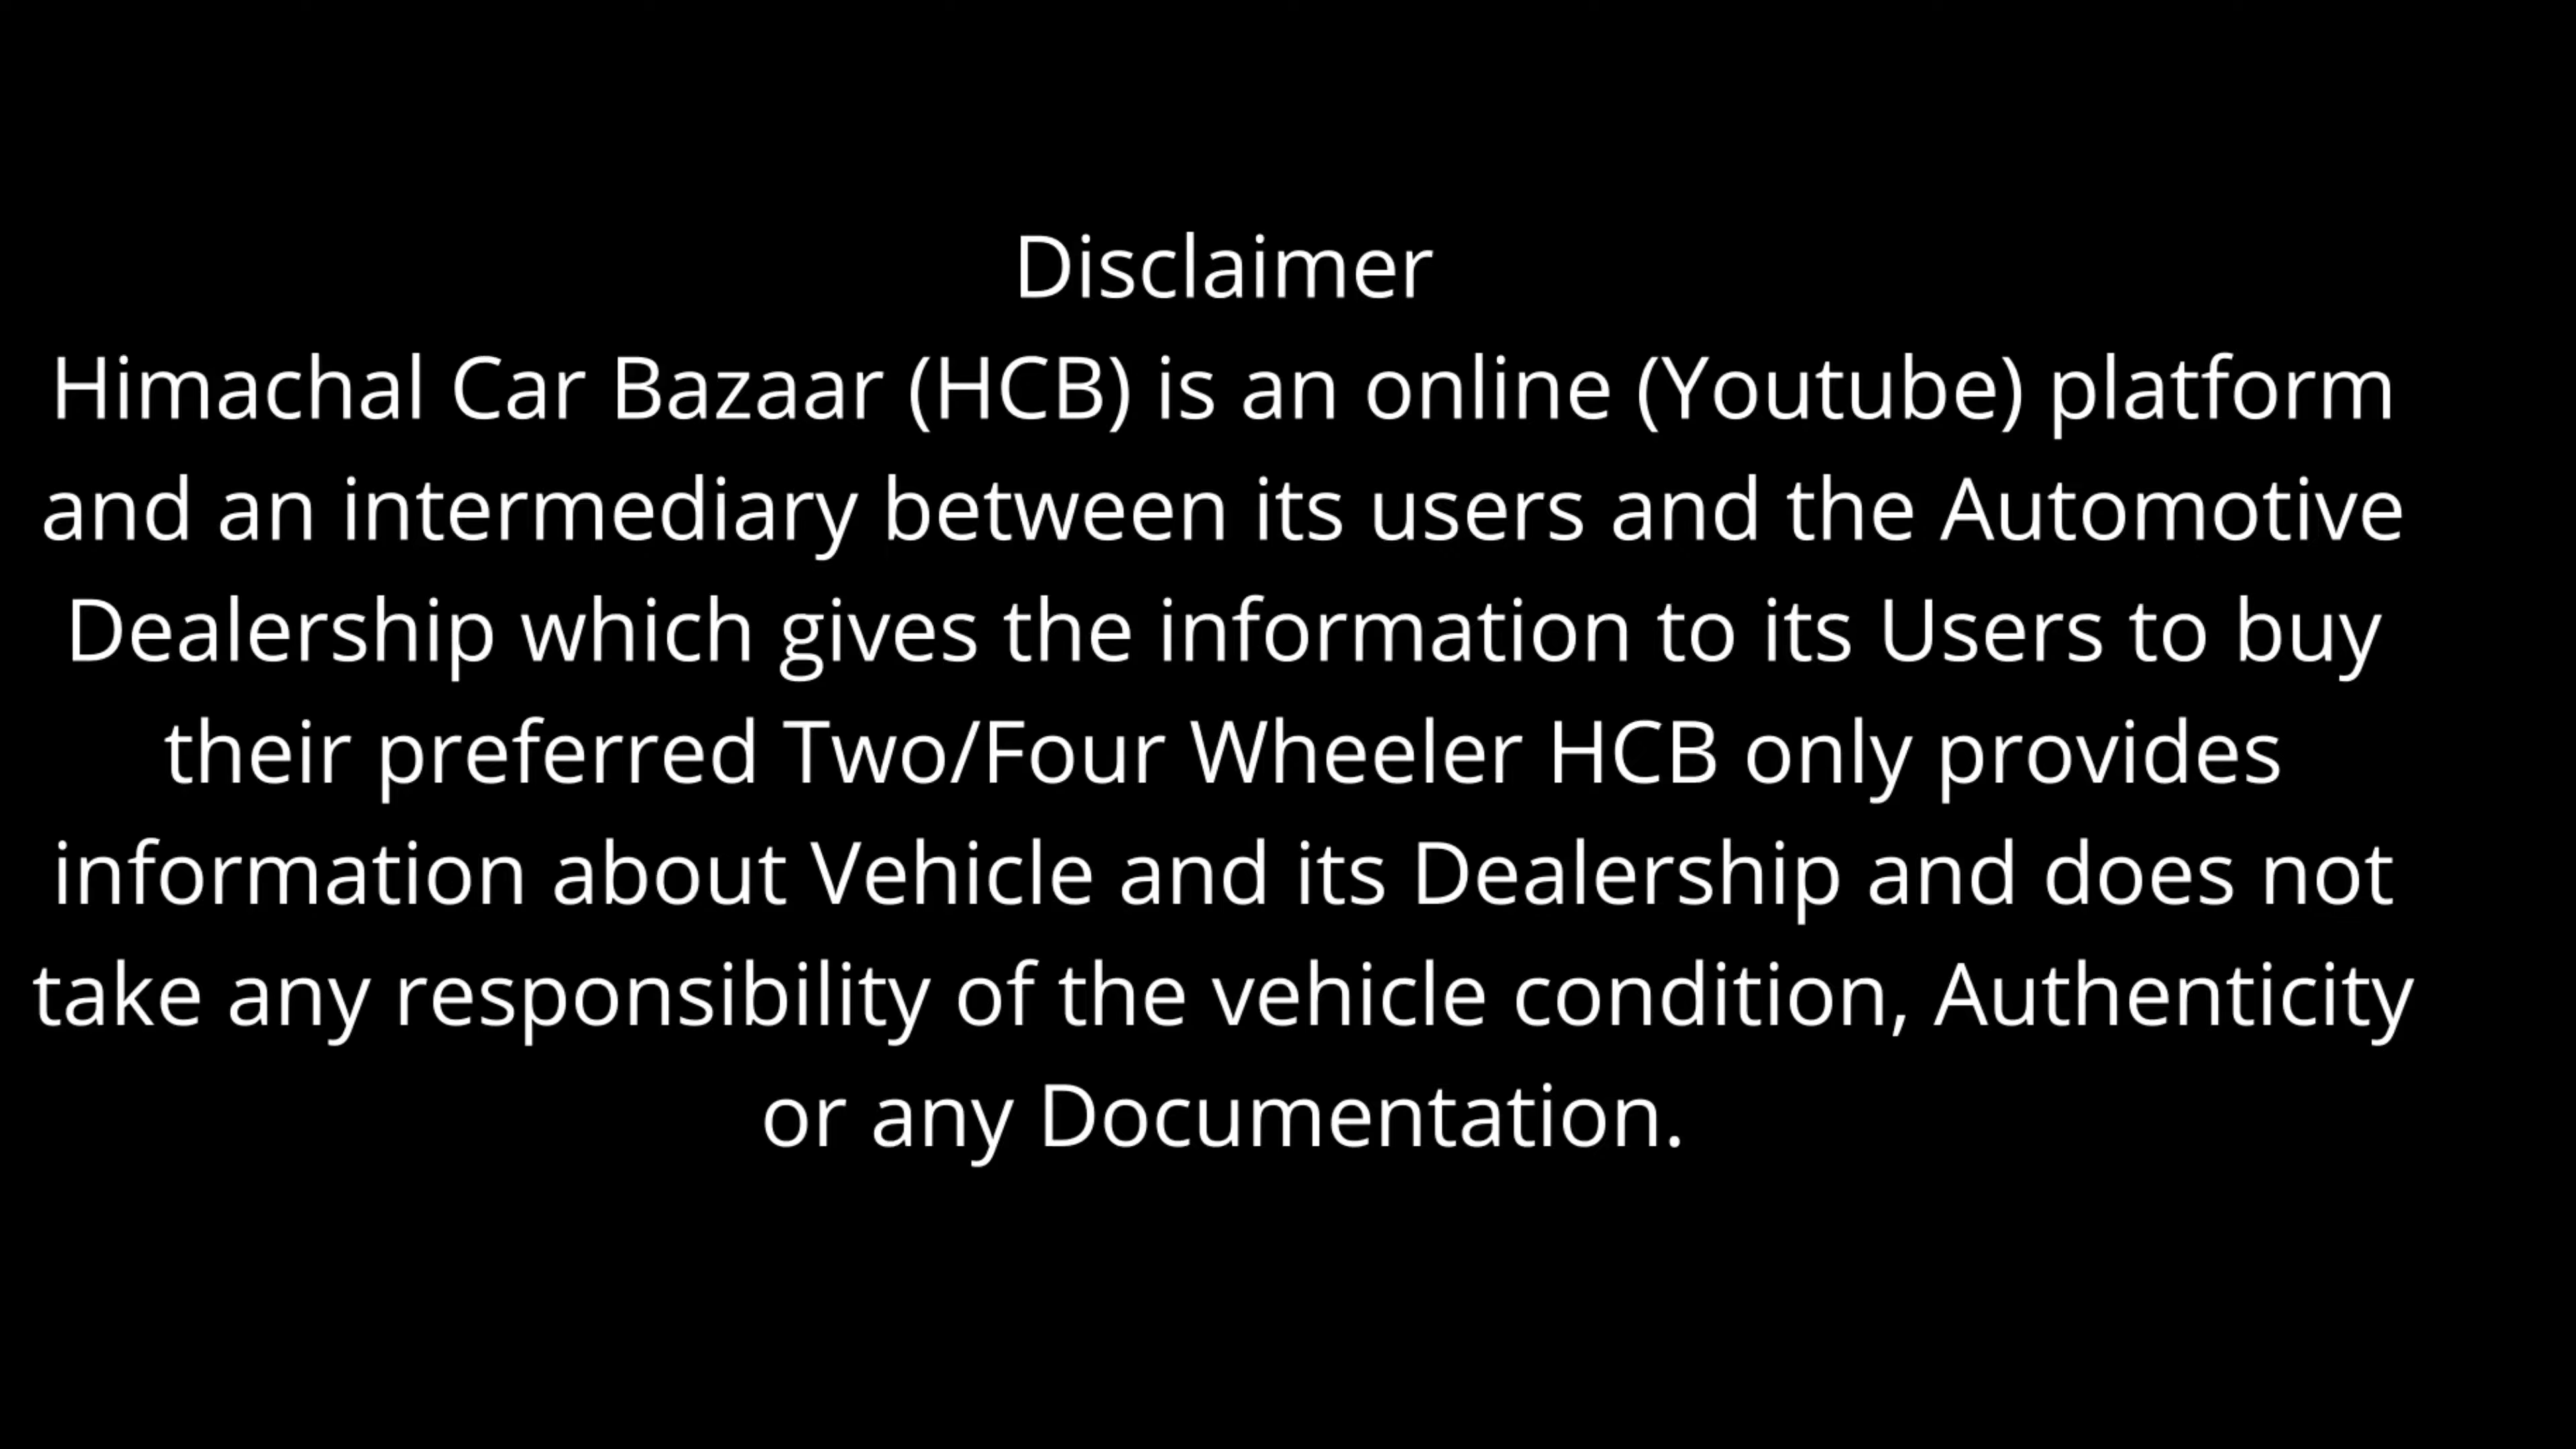 Disclaimer
Himachal Car Bazaar (HCB) is an online (Youtube) platform
and an intermediary between its users and the Automotive
Dealership which gives the information to its Users to buy
their preferred Two/Four Wheeler HCB only provides
information about Vehicle and its Dealership and does not
take any responsibility of the vehicle condition, Authenticity
or any Documentation.